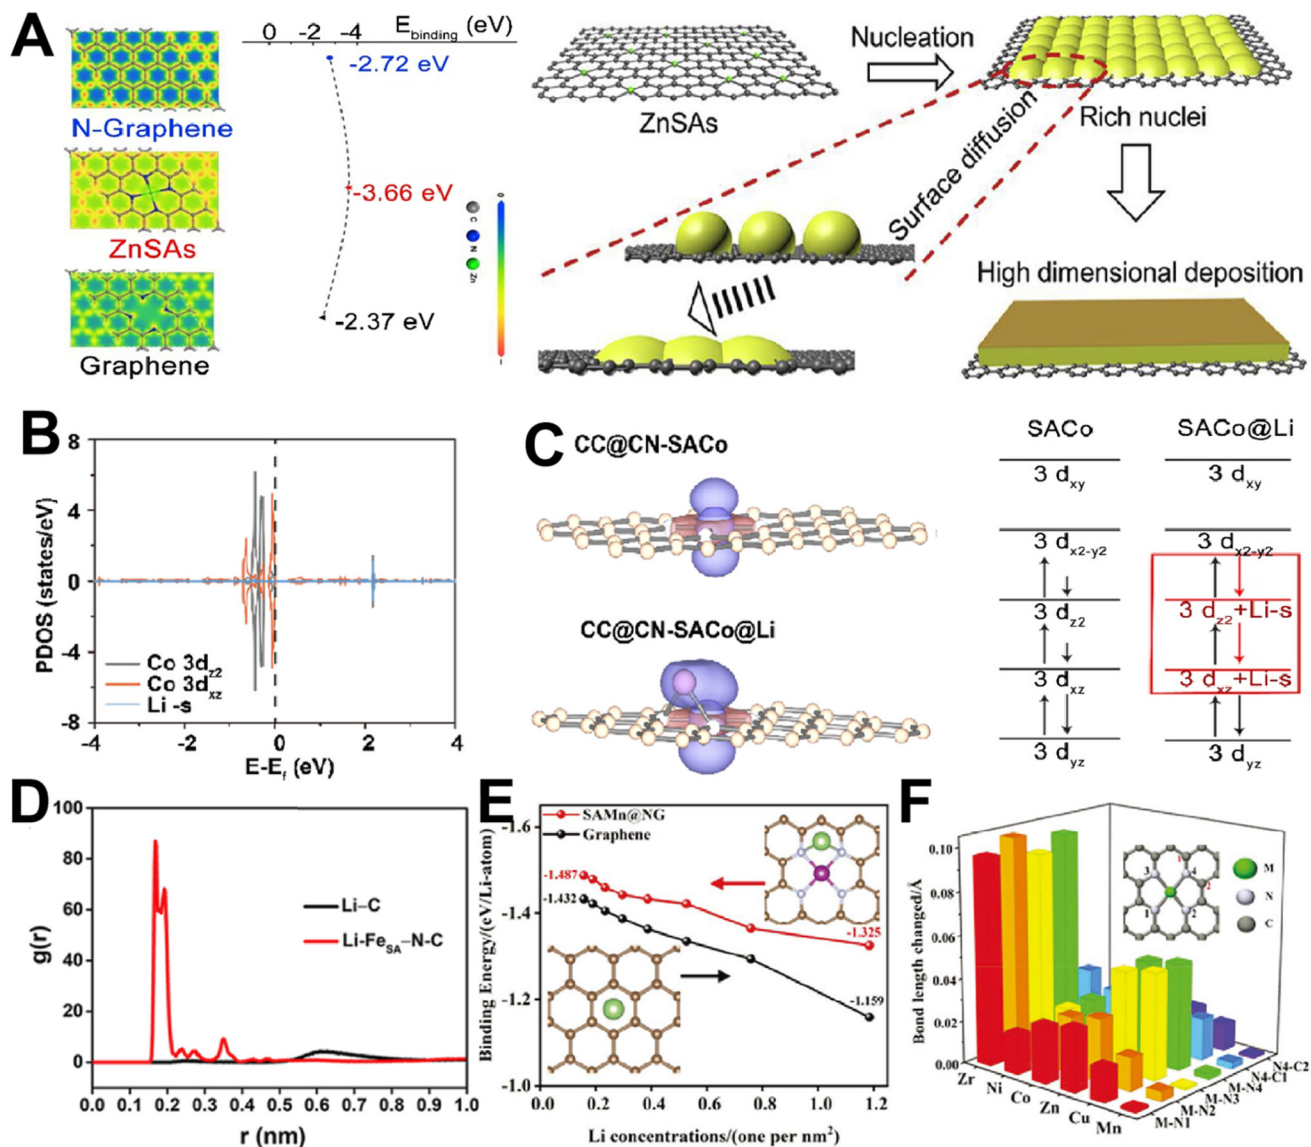 A
0 -2 -4 E_binding (eV)
-2.72 eV
N-Graphene
-3.66 eV
ZnSAs
-2.37 eV
Graphene
C
N
Zn
0
ZnSAs
Nucleation
Rich nuclei
Surface diffusion
High dimensional deposition
B
8
4
0
-4
-8
PDOS (states/eV)
Co 3d_z2
Co 3d_xz
Li -s
-4 -2 0 2 4
E-E_f (eV)
C
CC@CN-SACo
CC@CN-SACo@Li
SACo
3 d_xy
3 d_x2-y2
3 d_z2
3 d_xz
3 d_yz
SACo@Li
3 d_xy
3 d_x2-y2
3 d_z2+Li-s
3 d_xz+Li-s
3 d_yz
D
100
80
60
40
20
0
g(r)
Li–C
Li-Fe_SA–N-C
0.0 0.1 0.2 0.3 0.4 0.5 0.6 0.7 0.8 0.9 1.0
r (nm)
E
-1.6
-1.4
-1.2
-1.0
Binding Energy/(eV/Li-atom)
SAMn@NG
Graphene
-1.487
-1.432
-1.325
-1.159
0.0 0.2 0.4 0.6 0.8 1.0 1.2
Li concentrations/(one per nm²)
F
0.10
0.08
0.06
0.04
0.02
0.00
Bond length changed/Å
1
3 4
2
1 2
M
N
C
Zr
Ni
Co
Zn
Cu
Mn
M-N1
M-N2
M-N3
M-N4
N4-C1
N4-C2